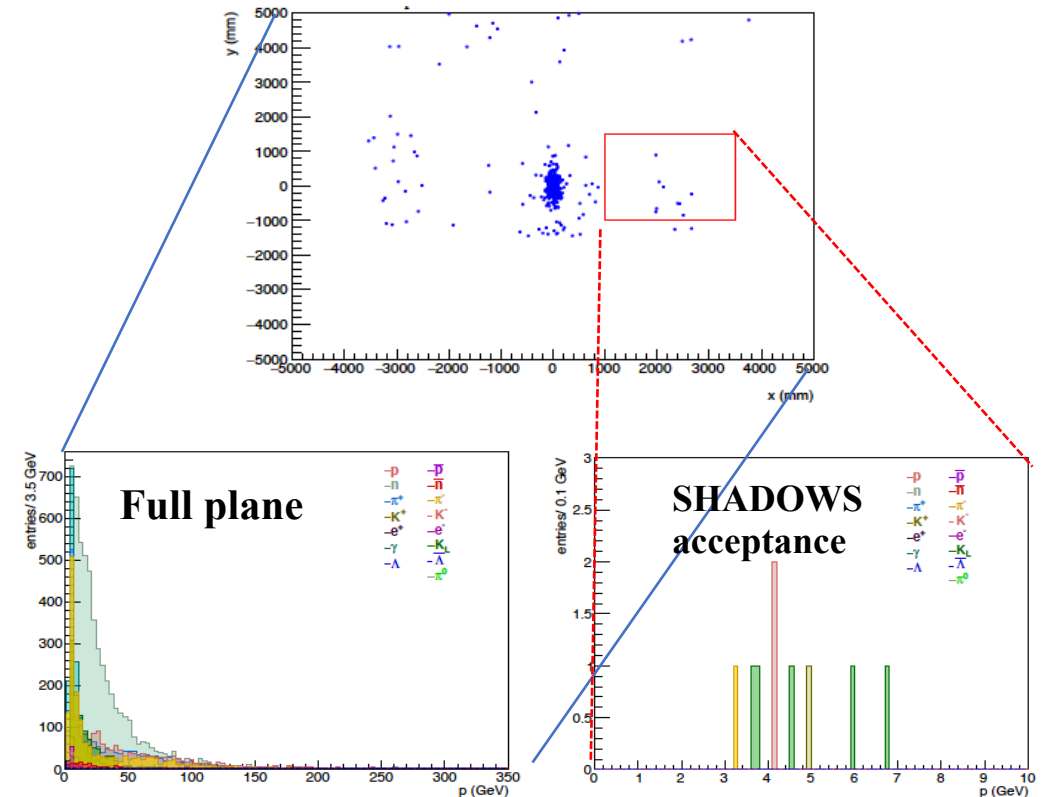 5000
4000
3000
2000
1000
0
−1000
−2000
−3000
−4000
−5000
y (mm)
−5000 −4000 −3000 −2000 −1000 0 1000 2000 3000 4000 5000
x (mm)
Full plane
entries/ 3.5 GeV
700
600
500
400
300
200
100
0
0 50 100 150 200 250 300 350
p (GeV)
–p –p̅
–n –n̅
–π⁺ –π⁻
–K⁺ –K⁻
–e⁺ –e⁻
–γ –K_L
–Λ –Λ̅
–π⁰
SHADOWS
acceptance
entries/ 0.1 GeV
3
2.5
2
1.5
1
0.5
0
0 1 2 3 4 5 6 7 8 9 10
p (GeV)
–p –p̅
–n –n̅
–π⁺ –π⁻
–K⁺ –K⁻
–e⁺ –e⁻
–γ –K_L
–Λ –Λ̅
–π⁰